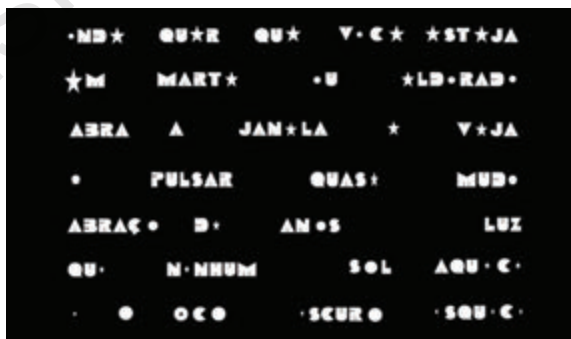 •ND★ QU★R QU★ V•C★ ★ST★JA
★M MART★ •U ★LD•RAD•
ABRA A JAN★LA ★ V★JA
• PULSAR QUAS★ MUD•
ABRAÇ• D★ AN•S LUZ
QU· N·NHUM S●L AQU·C·
· ● ●C● ·SCUR● ·SQU·C·